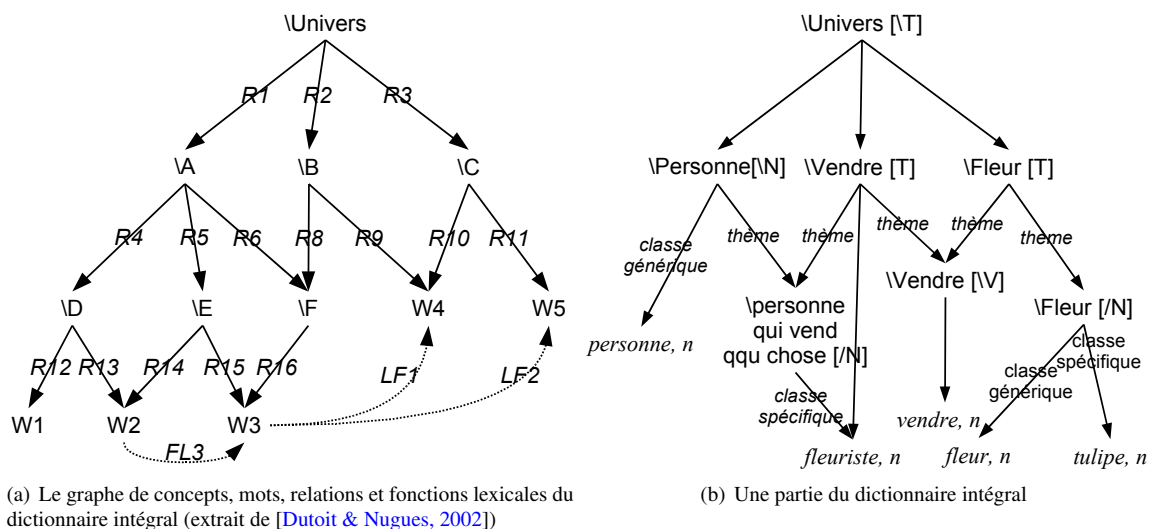 \Univers
R1 R2 R3
\A \B \C
R4 R5 R6 R8 R9 R10 R11
\D \E \F W4 W5
R12 R13 R14 R15 R16
LF1 LF2
W1 W2 W3
FL3
(a) Le graphe de concepts, mots, relations et fonctions lexicales du
dictionnaire intégral (extrait de [Dutoit & Nugues, 2002])
\Univers [\T]
\Personne[\N] \Vendre [T] \Fleur [T]
classe
générique
thème thème thème thème thème
\Vendre [\V]
\personne
qui vend
qqu chose [/N]
\Fleur [/N]
personne, n
classe
spécifique
classe
générique
classe
spécifique
vendre, n
fleuriste, n fleur, n tulipe, n
(b) Une partie du dictionnaire intégral